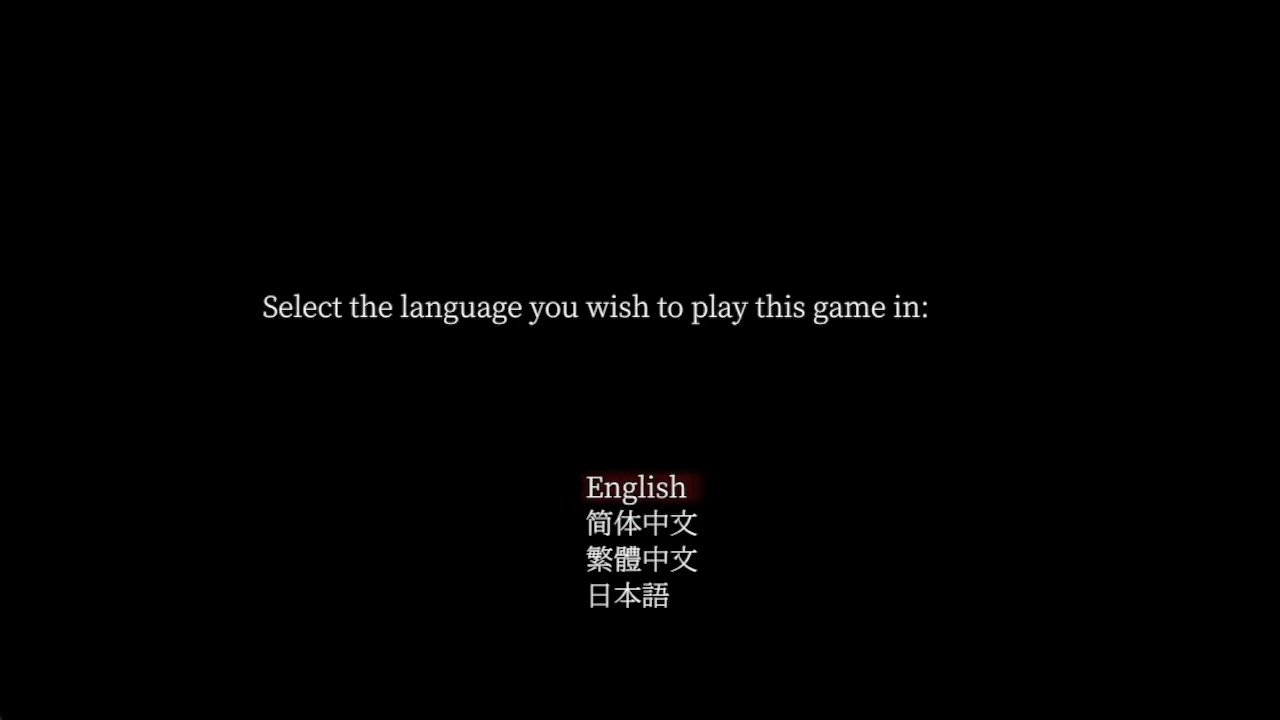 Select the language you wish to play this game in:
English
简体中文
繁體中文
日本語